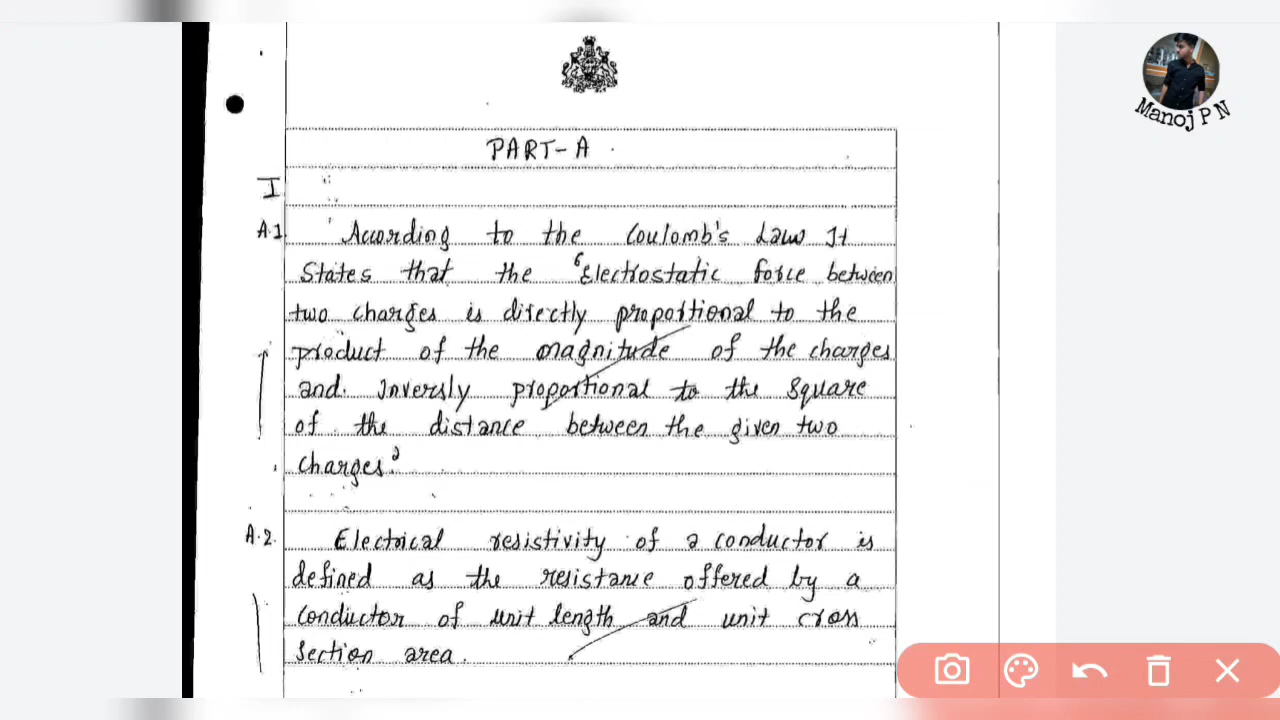 Manoj P N
PART-A
I
A.1 According to the Coulomb's Law It
States that the "Electrostatic force between
two charges is directly proportional to the
product of the magnitude of the charges
and Inversly proportional to the Square
of the distance between the given two
charges."
A.2. Electrical resistivity of a conductor is
defined as the resistance offered by a
conductor of unit length and unit cross
Section area.